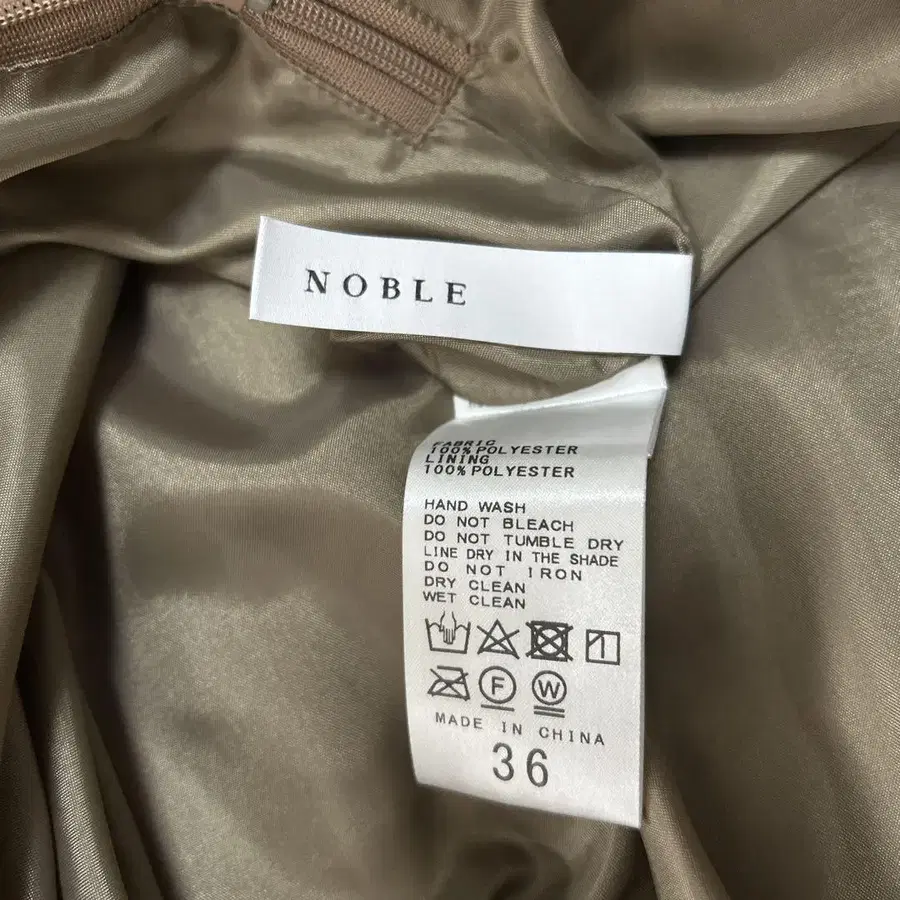 NOBLE
FABRIC
100% POLYESTER
LINING
100% POLYESTER
HAND WASH
DO NOT BLEACH
DO NOT TUMBLE DRY
LINE DRY IN THE SHADE
DO NOT IRON
DRY CLEAN
WET CLEAN
F W
MADE IN CHINA
36